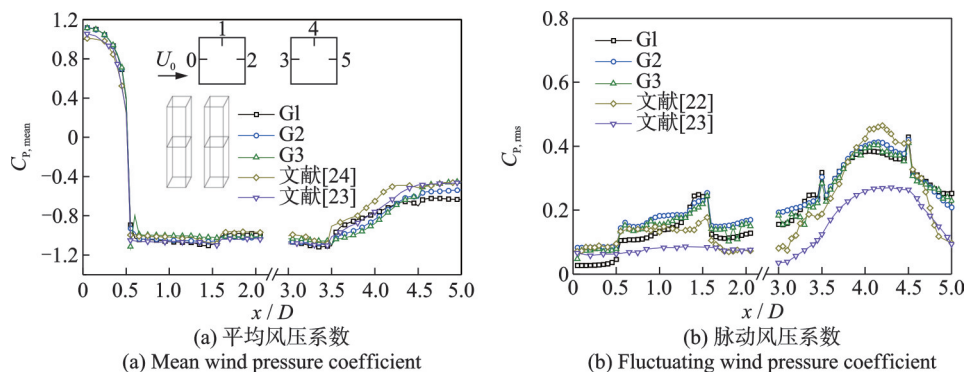 1.2
0.8
0.4
0
−0.4
−0.8
−1.2
C_P, mean
U_0
0
1
2
3
4
5
G1
G2
G3
文献[24]
文献[23]
0 0.5 1.0 1.5 2.0 3.0 3.5 4.0 4.5 5.0
x / D
(a) 平均风压系数
(a) Mean wind pressure coefficient
0.8
0.6
0.4
0.2
0
C_P, rms
G1
G2
G3
文献[22]
文献[23]
0 0.5 1.0 1.5 2.0 3.0 3.5 4.0 4.5 5.0
x / D
(b) 脉动风压系数
(b) Fluctuating wind pressure coefficient